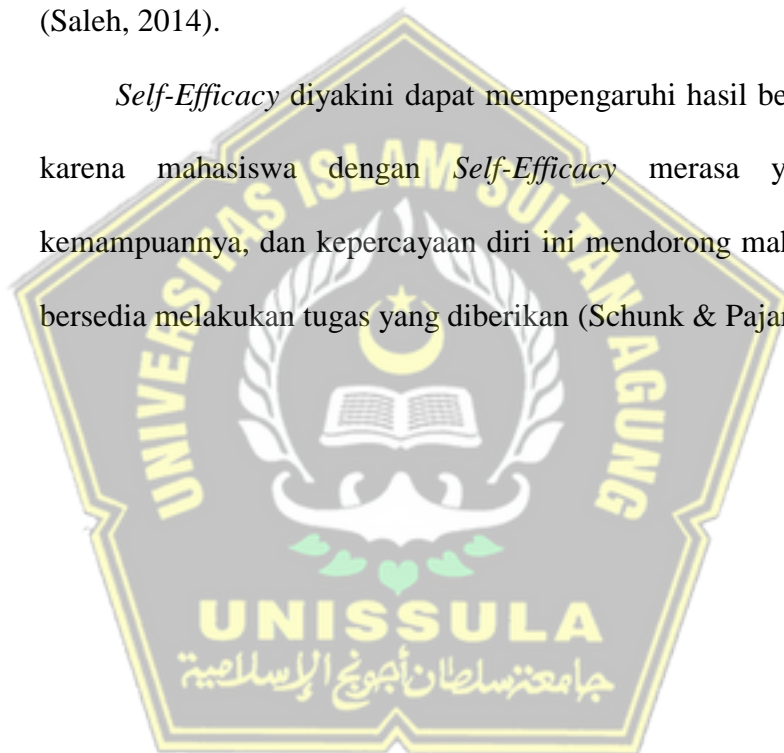 (Saleh, 2014).
Self-Efficacy diyakini dapat mempengaruhi hasil be
karena mahasiswa dengan Self-Efficacy merasa y
kemampuannya, dan kepercayaan diri ini mendorong mal
bersedia melakukan tugas yang diberikan (Schunk & Pajar
UNIVERSITAS ISLAM SULTAN AGUNG
UNISSULA
جامعة سلطان أجونج الإسلامية